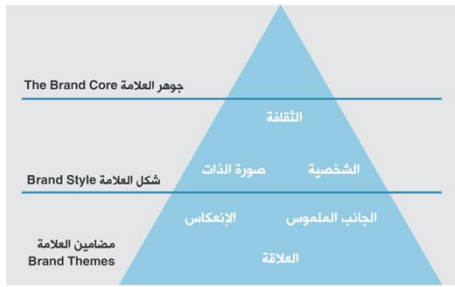 جوهر العلامة The Brand Core
الثقافة
الشخصية
صورة الذات
شكل العلامة Brand Style
الجانب الملموس
الإنعكاس
مضامين العلامة
Brand Themes
العلاقة